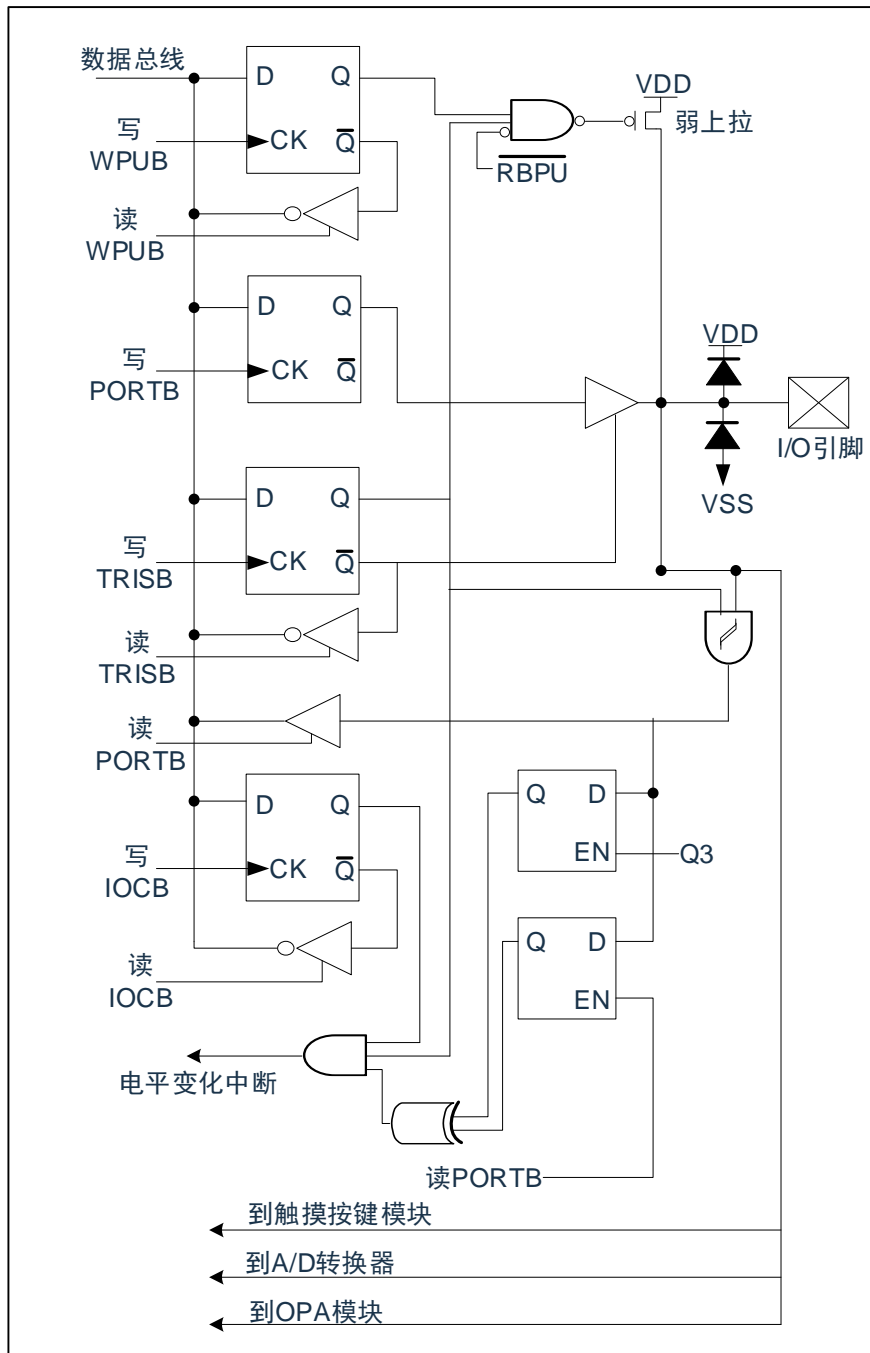 数据总线
D Q
VDD
写
WPUB
CK Q
弱上拉
RBPU
读
WPUB
D Q
写
PORTB
CK Q
VDD
I/O引脚
VSS
D Q
写
TRISB
CK Q
读
TRISB
读
PORTB
D Q
Q D
写
IOCB
CK Q
EN Q3
Q D
读
IOCB
EN
电平变化中断
读PORTB
到触摸按键模块
到A/D转换器
到OPA模块